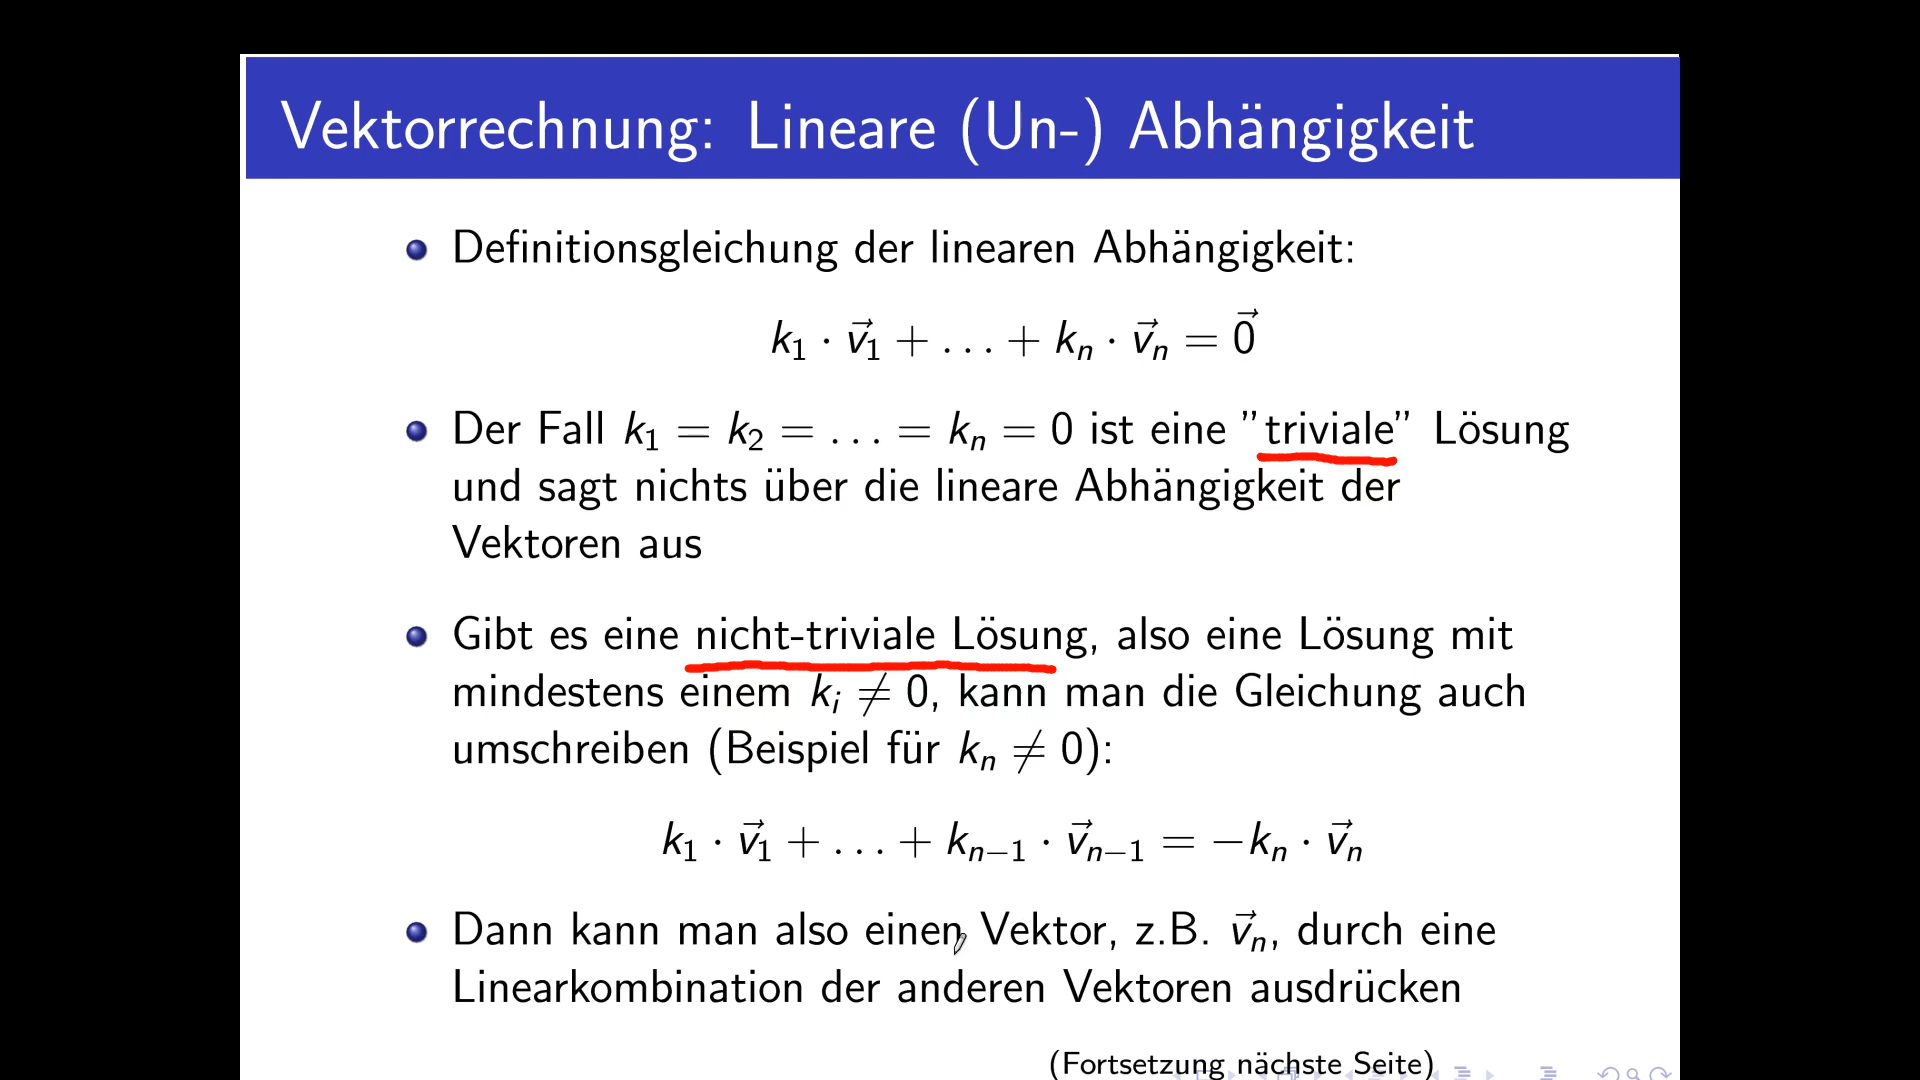 Vektorrechnung: Lineare (Un-) Abhängigkeit
Definitionsgleichung der linearen Abhängigkeit:
k₁ · v⃗₁ + . . . + kₙ · v⃗ₙ = 0⃗
Der Fall k₁ = k₂ = . . . = kₙ = 0 ist eine ”triviale” Lösung
und sagt nichts über die lineare Abhängigkeit der
Vektoren aus
Gibt es eine nicht-triviale Lösung, also eine Lösung mit
mindestens einem kᵢ ≠ 0, kann man die Gleichung auch
umschreiben (Beispiel für kₙ ≠ 0):
k₁ · v⃗₁ + . . . + kₙ₋₁ · v⃗ₙ₋₁ = −kₙ · v⃗ₙ
Dann kann man also einen Vektor, z.B. v⃗ₙ, durch eine
Linearkombination der anderen Vektoren ausdrücken
(Fortsetzung nächste Seite)